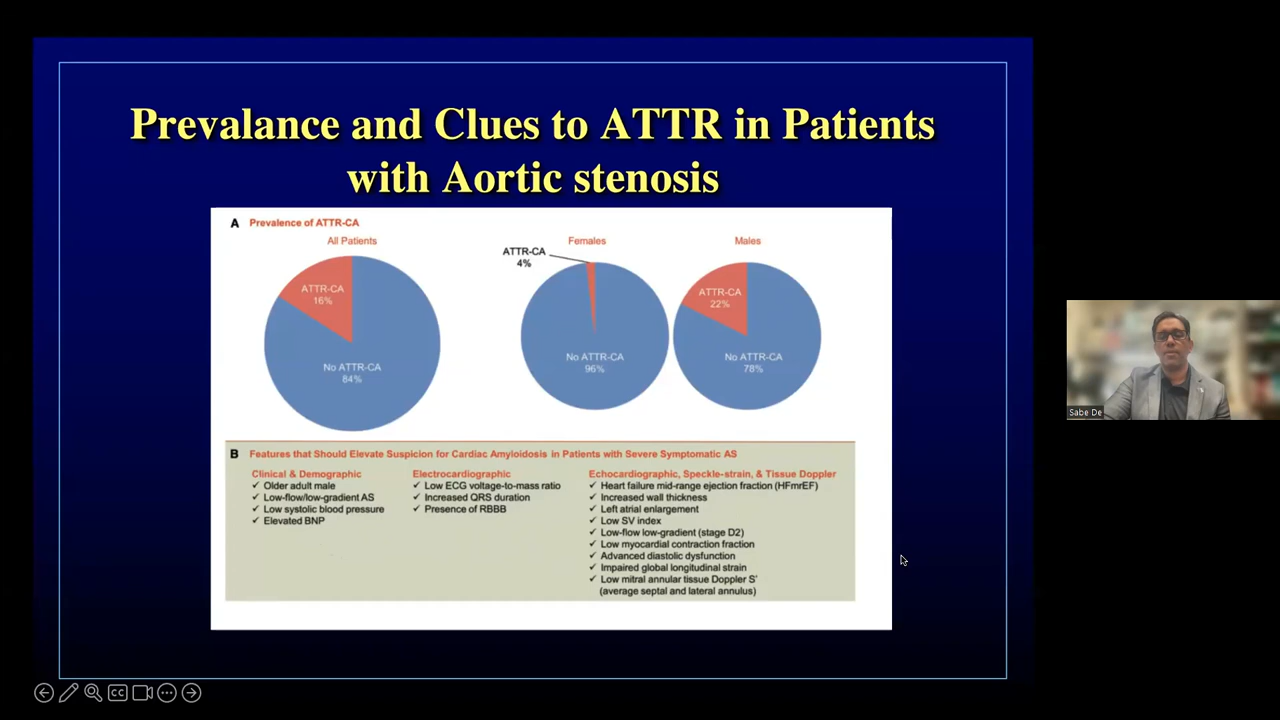 Prevalance and Clues to ATTR in Patients
with Aortic stenosis
A Prevalence of ATTR-CA
All Patients
ATTR-CA
16%
No ATTR-CA
84%
Females
ATTR-CA
4%
No ATTR-CA
96%
Males
ATTR-CA
22%
No ATTR-CA
78%
B Features that Should Elevate Suspicion for Cardiac Amyloidosis in Patients with Severe Symptomatic AS
Clinical & Demographic
✓ Older adult male
✓ Low-flow/low-gradient AS
✓ Low systolic blood pressure
✓ Elevated BNP
Electrocardiographic
✓ Low ECG voltage-to-mass ratio
✓ Increased QRS duration
✓ Presence of RBBB
Echocardiographic, Speckle-strain, & Tissue Doppler
✓ Heart failure mid-range ejection fraction (HFmrEF)
✓ Increased wall thickness
✓ Left atrial enlargement
✓ Low SV index
✓ Low-flow low-gradient (stage D2)
✓ Low myocardial contraction fraction
✓ Advanced diastolic dysfunction
✓ Impaired global longitudinal strain
✓ Low mitral annular tissue Doppler S'
(average septal and lateral annulus)
Sabe De
CC